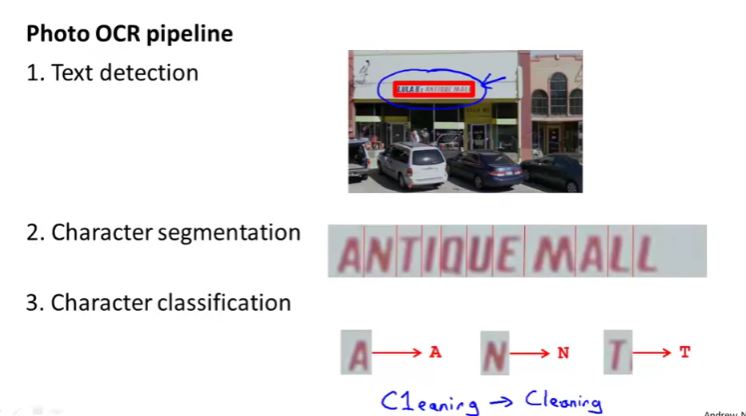 Photo OCR pipeline
1. Text detection
LULA B's ANTIQUE MALL
2. Character segmentation
ANTIQUE MALL
3. Character classification
A → A N → N T → T
C1eaning → Cleaning
Andrew N